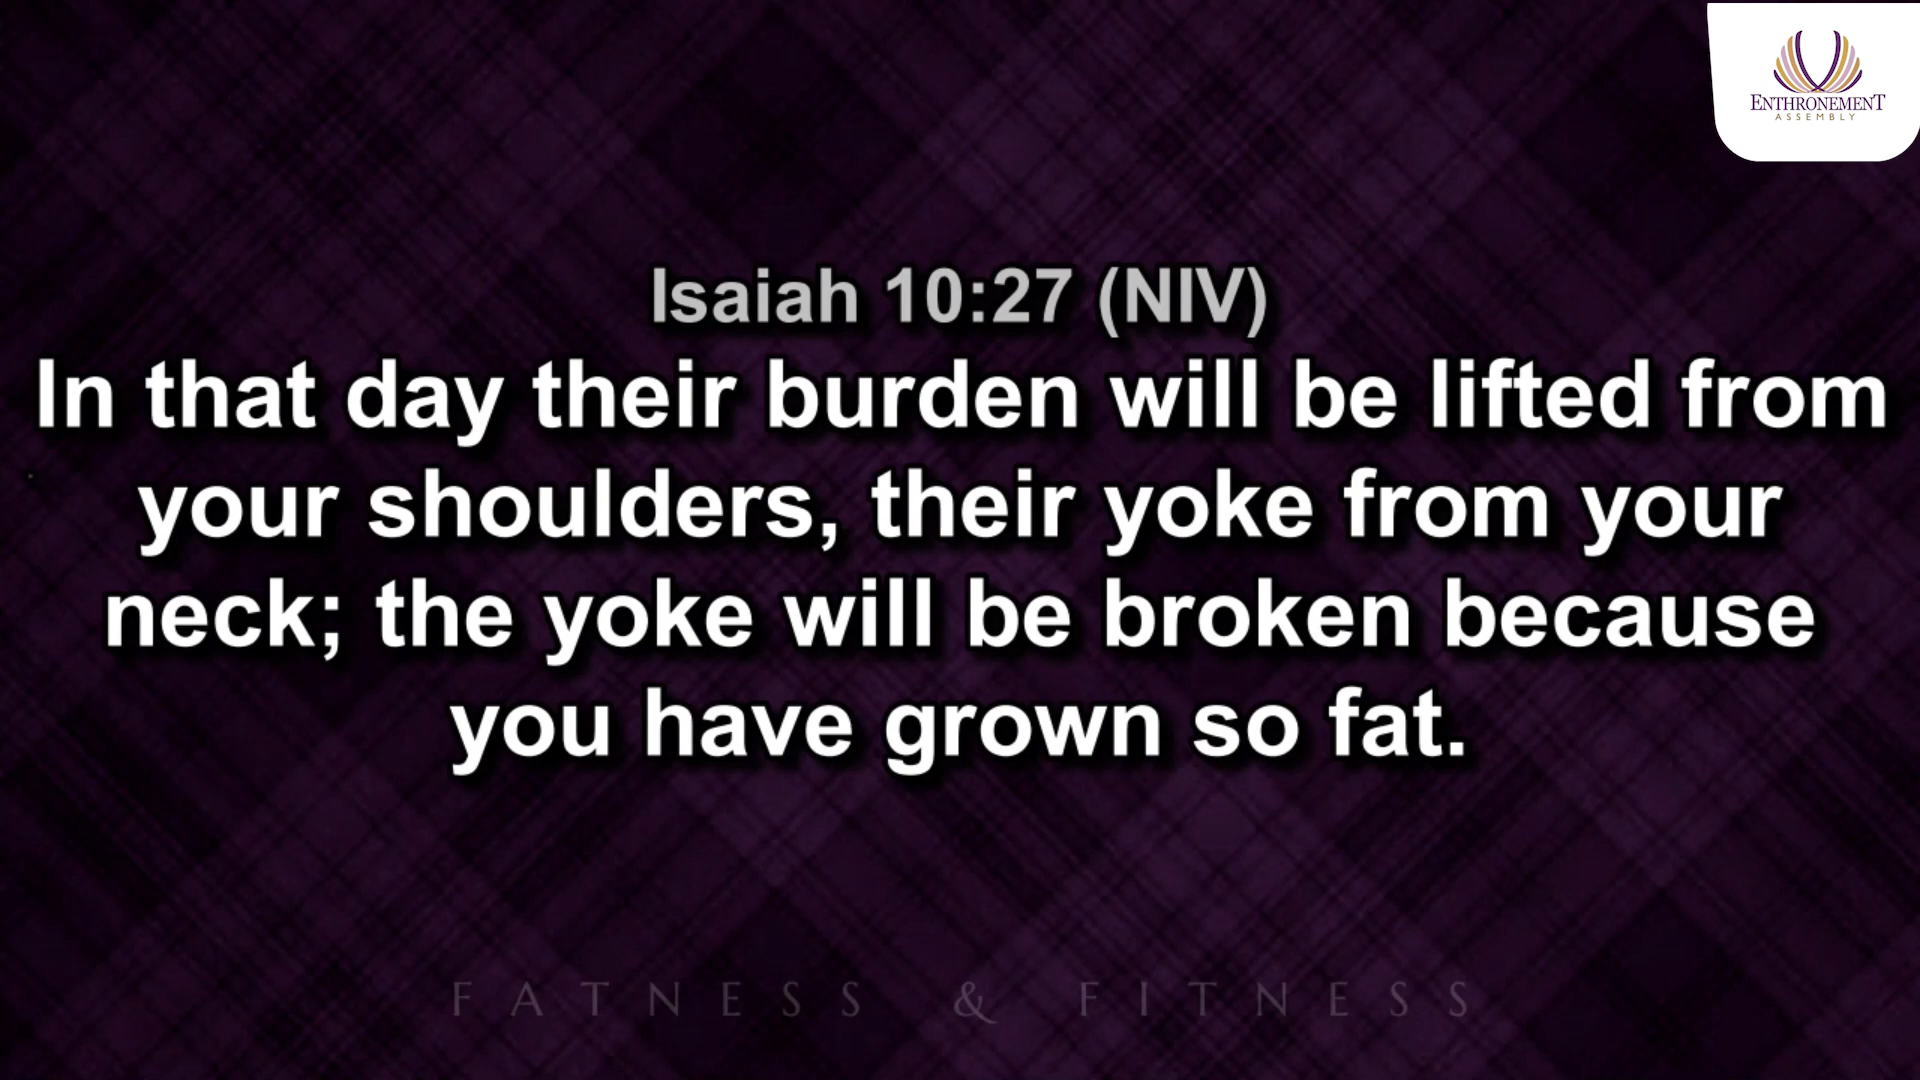 ENTHRONEMENT
ASSEMBLY
Isaiah 10:27 (NIV)
In that day their burden will be lifted from
your shoulders, their yoke from your
neck; the yoke will be broken because
you have grown so fat.
FATNESS & FITNESS